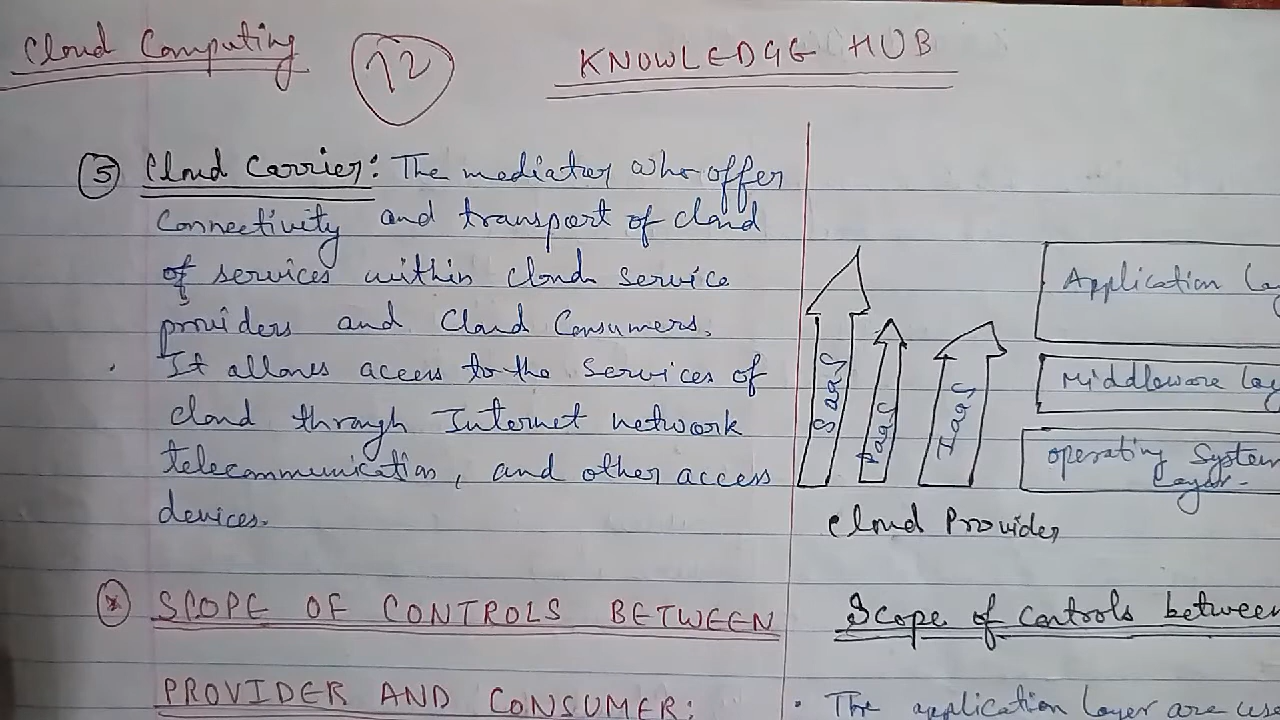 Cloud Computing
12
KNOWLEDGE HUB
5 Cloud Carrier: The mediator who offer
Connectivity and transport of cloud
of services within cloud service
providers and Cloud Consumers.
It allows access to the Services of
cloud through Internet network
telecommunication, and other access
devices.
* SCOPE OF CONTROLS BETWEEN
PROVIDER AND CONSUMER:
SaaS
PaaS
IaaS
Application
Middleware
Operating System
Layer.
Cloud Provider
Scope of Controls between
• The application layer are